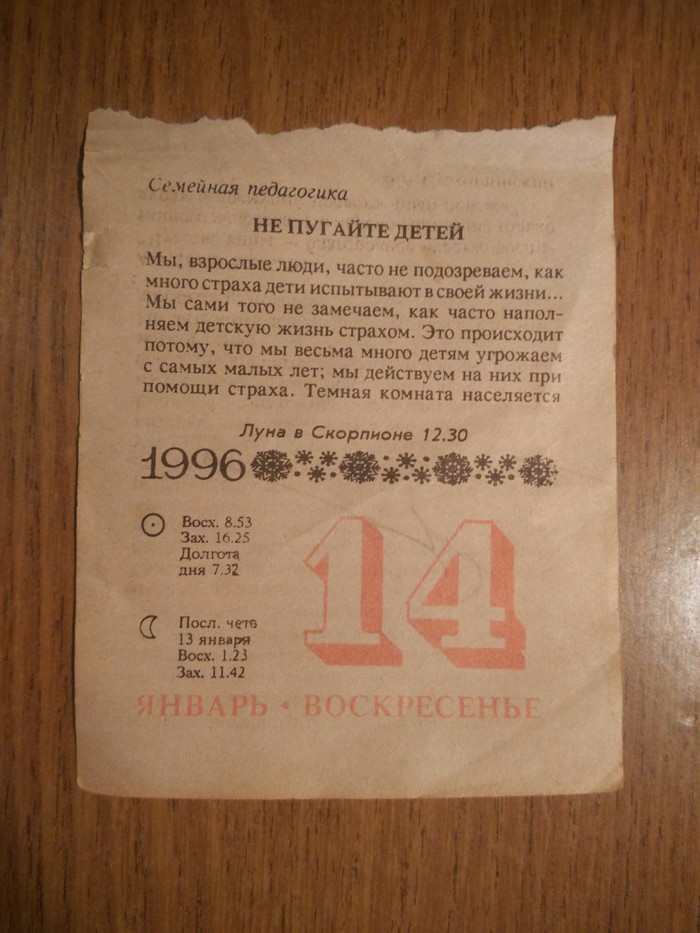 Семейная педагогика
НЕ ПУГАЙТЕ ДЕТЕЙ
Мы, взрослые люди, часто не подозреваем, как
много страха дети испытывают в своей жизни...
Мы сами того не замечаем, как часто напол-
няем детскую жизнь страхом. Это происходит
потому, что мы весьма много детям угрожаем
с самых малых лет; мы действуем на них при
помощи страха. Темная комната населяется
Луна в Скорпионе 12.30
1996
Восх. 8.53
Зах. 16.25
Долгота
дня 7.32
Посл. четв
13 января
Восх. 1.23
Зах. 11.42
14
ЯНВАРЬ • ВОСКРЕСЕНЬЕ